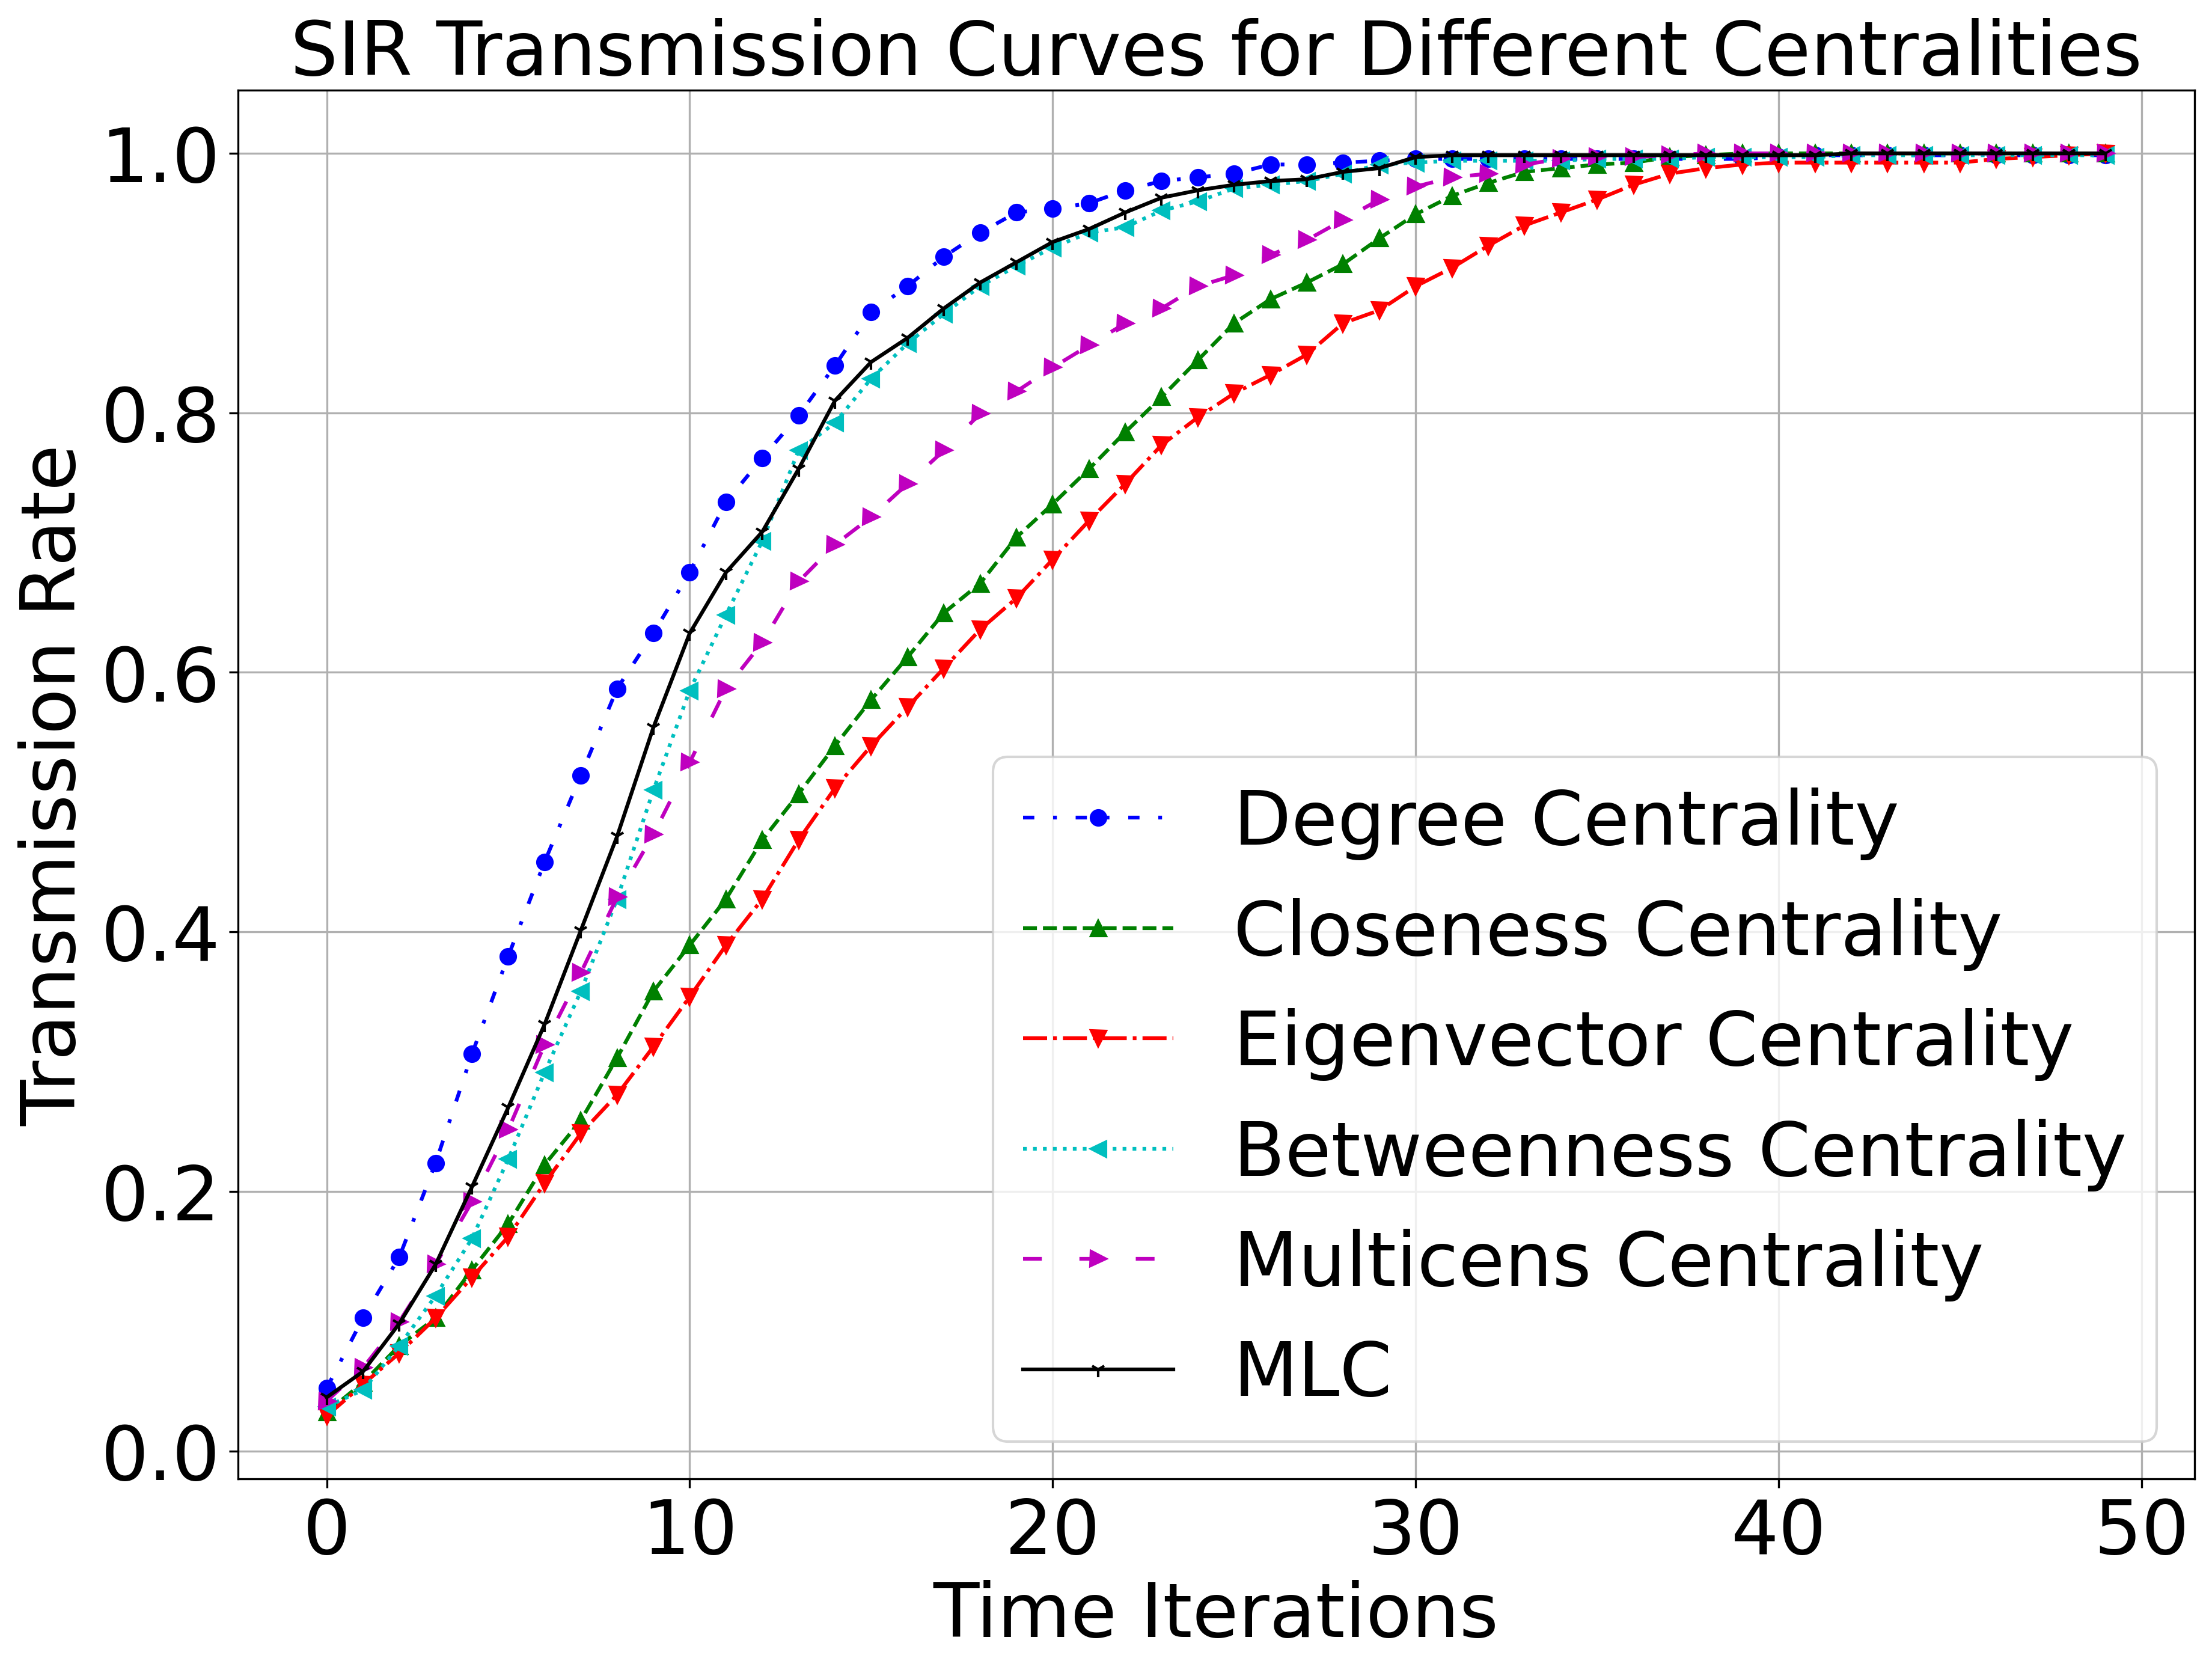 SIR Transmission Curves for Different Centralities
Transmission Rate
1.0
0.8
0.6
0.4
0.2
0.0
Degree Centrality
Closeness Centrality
Eigenvector Centrality
Betweenness Centrality
Multicens Centrality
MLC
0 10 20 30 40 50
Time Iterations